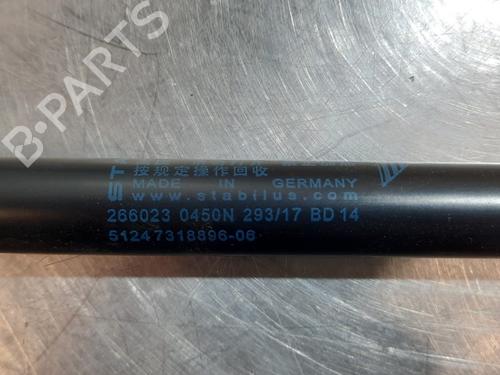 B-PARTS
ST
按规定操作回收
MADE IN GERMANY
www.stabilus.com
266023 0450N 293/17 BD 14
51247318896-06